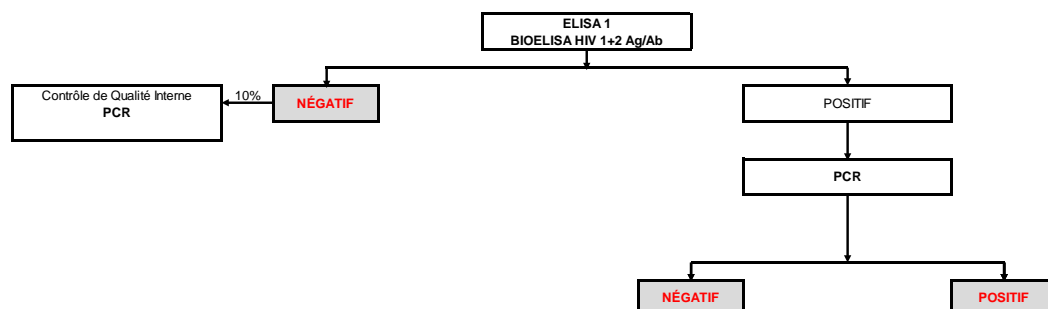 ELISA 1
BIOELISA HIV 1+2 Ag/Ab
Contrôle de Qualité Interne
PCR
10%
NÉGATIF
POSITIF
PCR
NÉGATIF
POSITIF